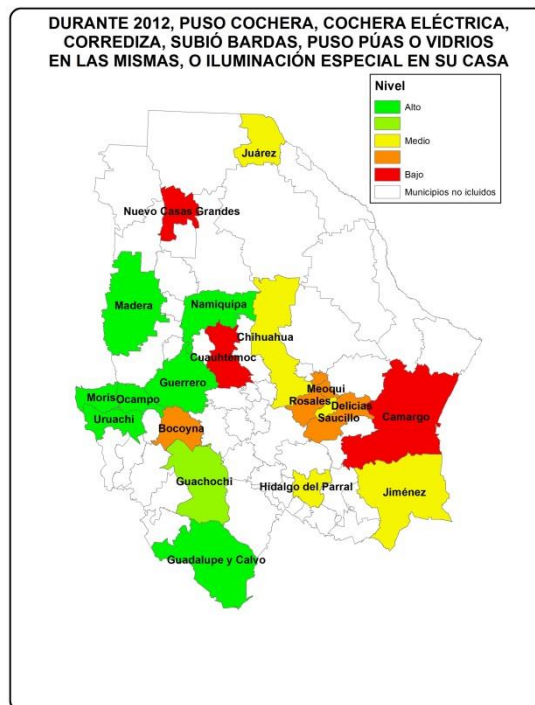 DURANTE 2012, PUSO COCHERA, COCHERA ELÉCTRICA,
CORREDIZA, SUBIÓ BARDAS, PUSO PÚAS O VIDRIOS
EN LAS MISMAS, O ILUMINACIÓN ESPECIAL EN SU CASA
Nivel
Alto
Medio
Bajo
Municipios no icluidos
Juárez
Nuevo Casas Grandes
Madera
Namiquipa
Chihuahua
Cuauhtemoc
Guerrero
Meoqui
Moris
Ocampo
Rosales
Delicias
Camargo
Uruachi
Saucillo
Bocoyna
Guachochi
Hidalgo del Parral
Jiménez
Guadalupe y Calvo